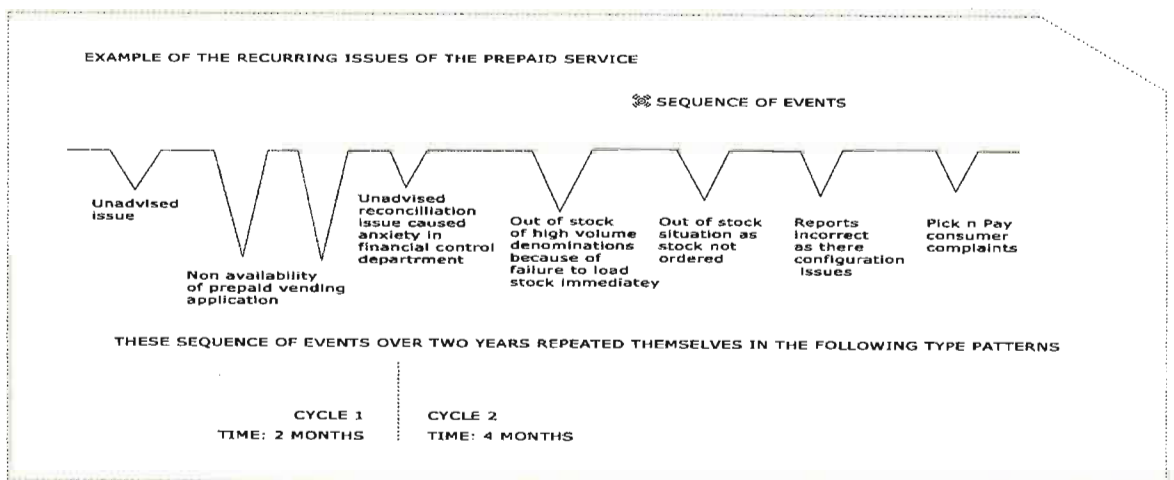 EXAMPLE OF THE RECURRING ISSUES OF THE PREPAID SERVICE
SEQUENCE OF EVENTS
Unadvised
issue
Non availability
of prepaid vending
application
Unadvised
reconcilliation
issue caused
anxiety in
financial control
departrment
Out of stock
of high volume
denominations
because of
failure to load
stock immediatey
Out of stock
situation as
stock not
ordered
Reports
incorrect
as there
configuration
issues
Pick n Pay
consumer
complaints
THESE SEQUENCE OF EVENTS OVER TWO YEARS REPEATED THEMSELVES IN THE FOLLOWING TYPE PATTERNS
CYCLE 1
TIME: 2 MONTHS
CYCLE 2
TIME: 4 MONTHS